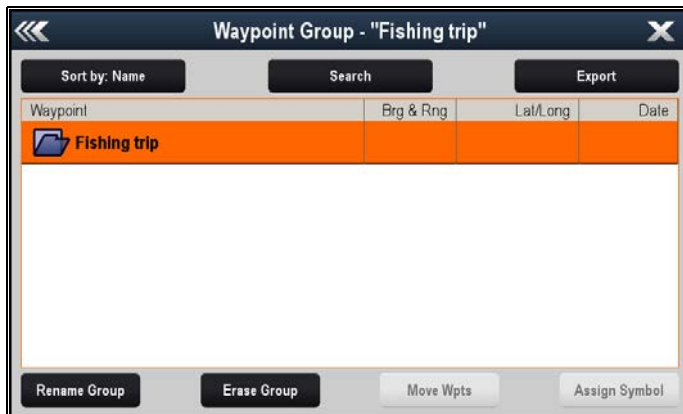 Waypoint Group - "Fishing trip"
Sort by: Name Search Export
Waypoint Brg & Rng Lat/Long Date
Fishing trip
Rename Group Erase Group Move Wpts Assign Symbol